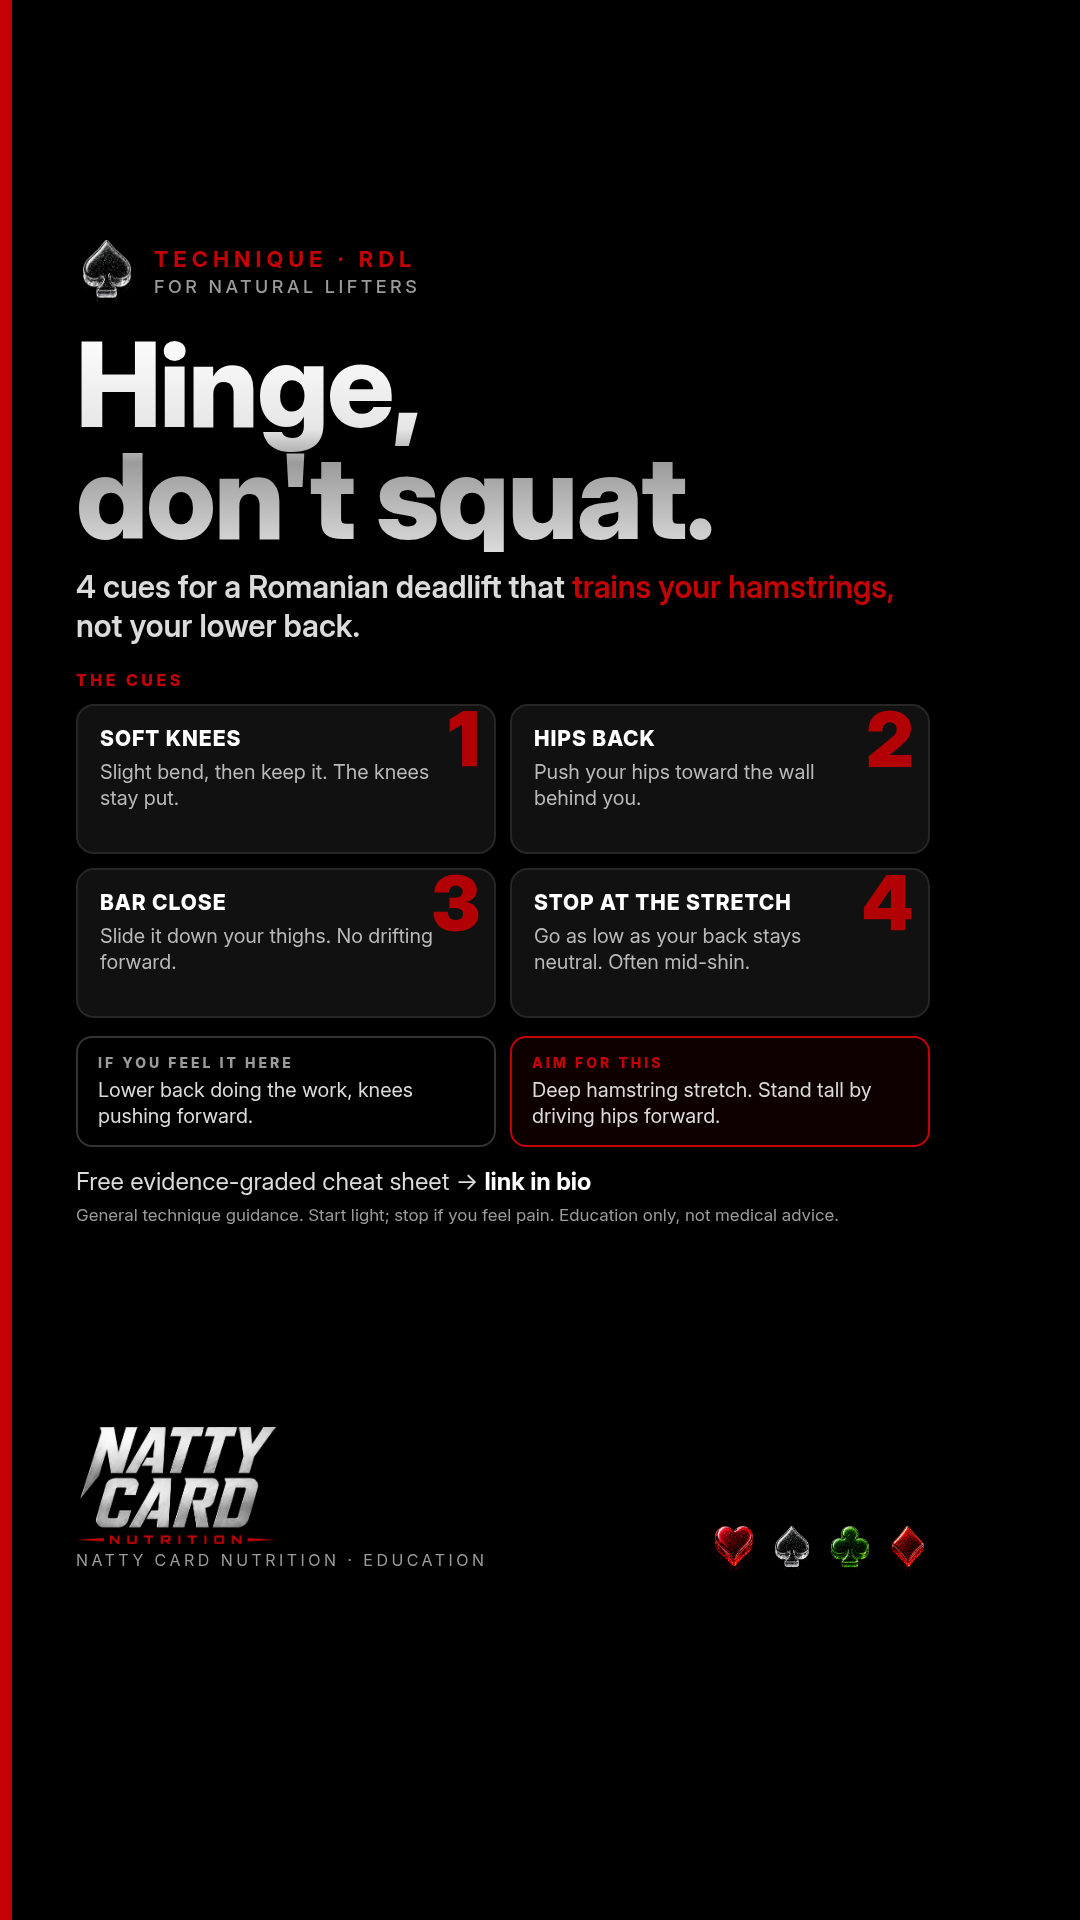 TECHNIQUE · RDL
FOR NATURAL LIFTERS
Hinge,
don't squat.
4 cues for a Romanian deadlift that trains your hamstrings,
not your lower back.
THE CUES
SOFT KNEES
1
Slight bend, then keep it. The knees
stay put.
HIPS BACK
2
Push your hips toward the wall
behind you.
BAR CLOSE
3
Slide it down your thighs. No drifting
forward.
STOP AT THE STRETCH
4
Go as low as your back stays
neutral. Often mid-shin.
IF YOU FEEL IT HERE
Lower back doing the work, knees
pushing forward.
AIM FOR THIS
Deep hamstring stretch. Stand tall by
driving hips forward.
Free evidence-graded cheat sheet → link in bio
General technique guidance. Start light; stop if you feel pain. Education only, not medical advice.
NATTY
CARD
NUTRITION
NATTY CARD NUTRITION · EDUCATION